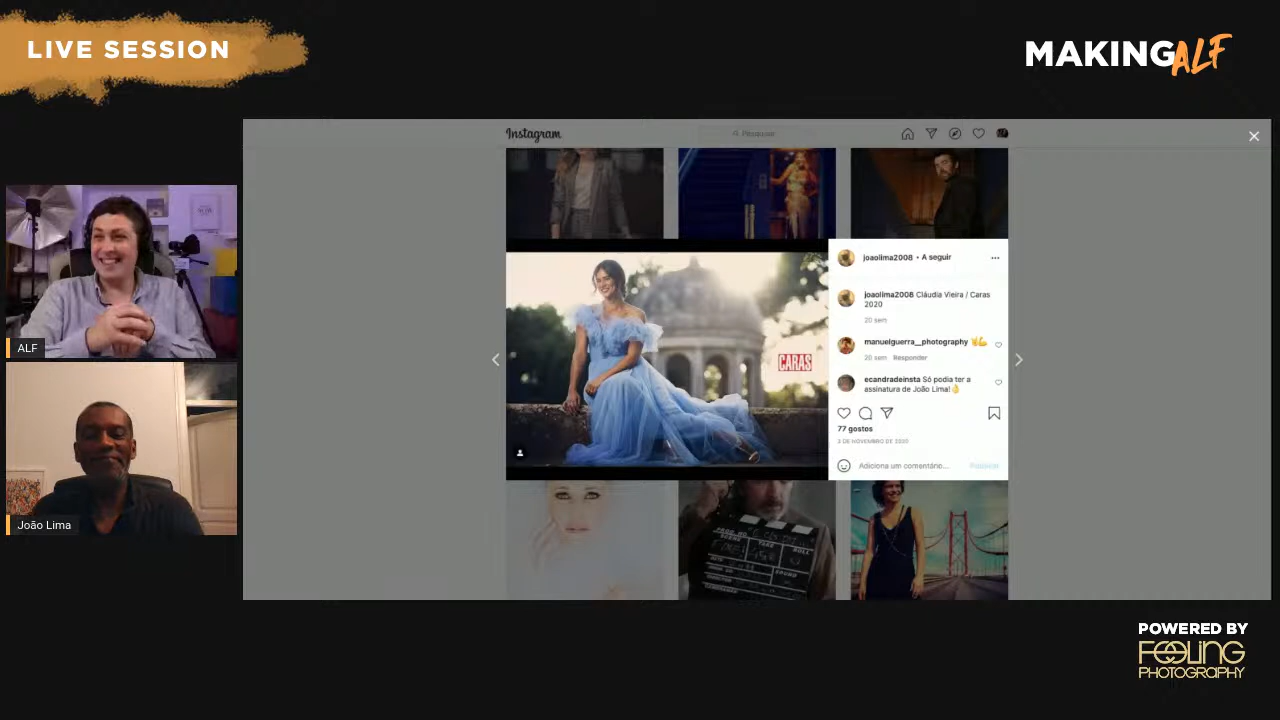 LIVE SESSION
MAKINGALF
Instagram
Pesquisar
joaolima2008 • A seguir
joaolima2008 Cláudia Vieira / Caras
2020
20 sem
manuelguerra__photography
20 sem Responder
ecandradeinsta Só podia ter a
assinatura de João Lima!
77 gostos
3 DE NOVEMBRO DE 2020
Adiciona um comentário...
Publicar
CARAS
ALF
João Lima
POWERED BY
FEELING
PHOTOGRAPHY